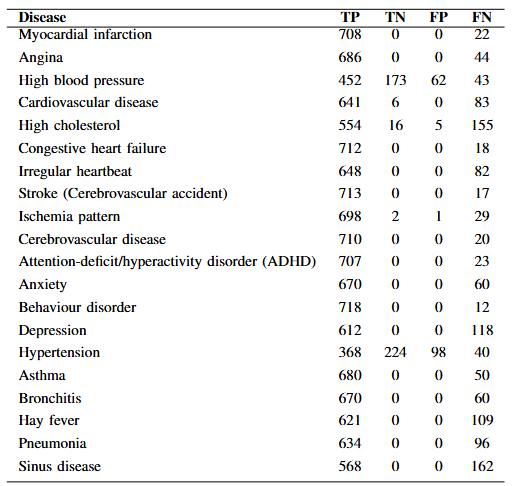 Disease TP TN FP FN
Myocardial infarction 708 0 0 22
Angina 686 0 0 44
High blood pressure 452 173 62 43
Cardiovascular disease 641 6 0 83
High cholesterol 554 16 5 155
Congestive heart failure 712 0 0 18
Irregular heartbeat 648 0 0 82
Stroke (Cerebrovascular accident) 713 0 0 17
Ischemia pattern 698 2 1 29
Cerebrovascular disease 710 0 0 20
Attention-deficit/hyperactivity disorder (ADHD) 707 0 0 23
Anxiety 670 0 0 60
Behaviour disorder 718 0 0 12
Depression 612 0 0 118
Hypertension 368 224 98 40
Asthma 680 0 0 50
Bronchitis 670 0 0 60
Hay fever 621 0 0 109
Pneumonia 634 0 0 96
Sinus disease 568 0 0 162